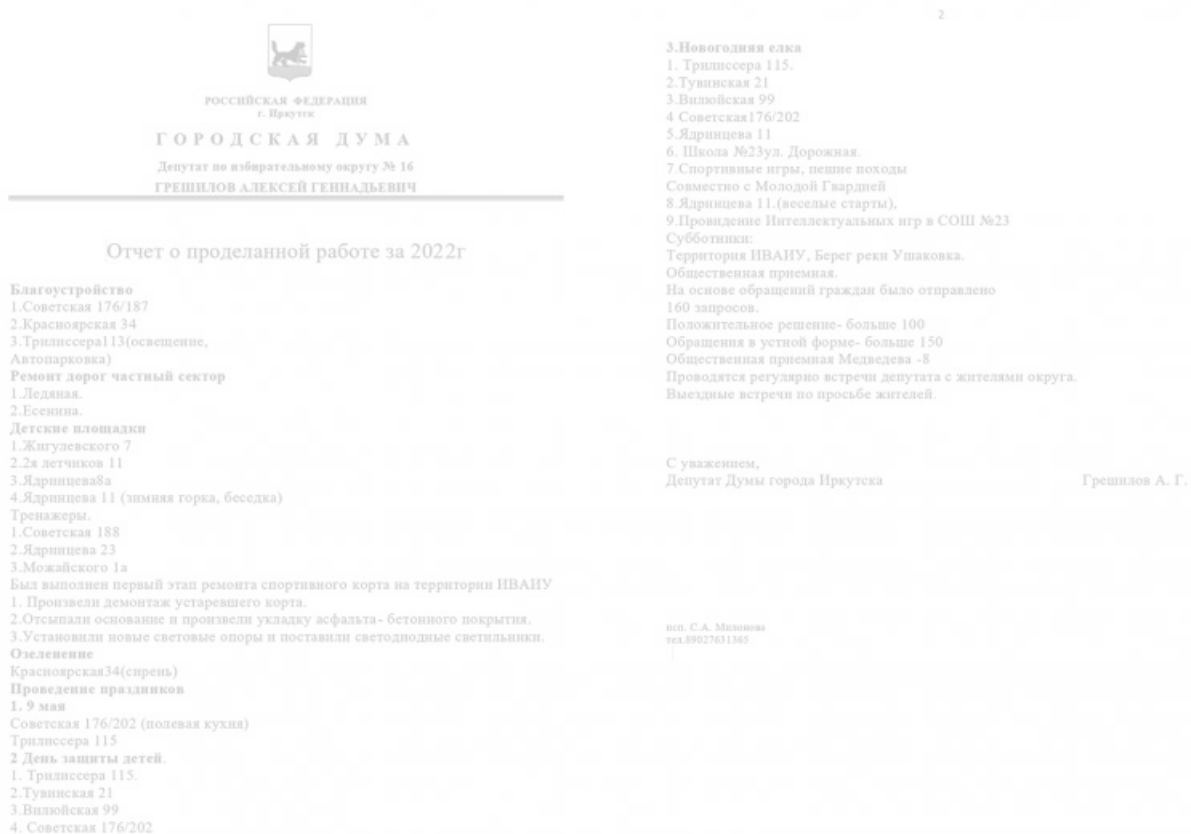 РОССИЙСКАЯ ФЕДЕРАЦИЯ
г. Иркутск
ГОРОДСКАЯ ДУМА
Депутат по избирательному округу № 16
ГРЕШИЛОВ АЛЕКСЕЙ ГЕННАДЬЕВИЧ
Отчет о проделанной работе за 2022г
Благоустройство
1.Советская 176/187
2.Красноярская 34
3.Трилиссера113(освещение,
Автопарковка)
Ремонт дорог частный сектор
1.Ледяная.
2.Есенина.
Детские площадки
1.Жигулевского 7
2.2я летчиков 11
3.Ядринцева8а
4.Ядринцева 11 (зимняя горка, беседка)
Тренажеры.
1.Советская 188
2.Ядринцева 23
3.Можайского 1а
Был выполнен первый этап ремонта спортивного корта на территории ИВАИУ
1. Произвели демонтаж устаревшего корта.
2.Отсыпали основание и произвели укладку асфальта- бетонного покрытия.
3.Установили новые световые опоры и поставили светодиодные светильники.
Озеленение
Красноярская34(сирень)
Проведение праздников
1. 9 мая
Советская 176/202 (полевая кухня)
Трилиссера 115
2 День защиты детей.
1. Трилиссера 115.
2.Тувинская 21
3.Вилюйская 99
4. Советская 176/202
2
3.Новогодняя елка
1. Трилиссера 115.
2.Тувинская 21
3.Вилюйская 99
4 Советская176/202
5.Ядринцева 11
6. Школа №23ул. Дорожная.
7.Спортивные игры, пешие походы
Совместно с Молодой Гвардией
8.Ядринцева 11.(веселые старты),
9.Провидение Интеллектуальных игр в СОШ №23
Субботники:
Территория ИВАИУ, Берег реки Ушаковка.
Общественная приемная.
На основе обращений граждан было отправлено
160 запросов.
Положительное решение- больше 100
Обращения в устной форме- больше 150
Общественная приемная Медведева -8
Проводятся регулярно встречи депутата с жителями округа.
Выездные встречи по просьбе жителей.
С уважением,
Депутат Думы города Иркутска Грешилов А. Г.
исп. С.А. Милонова
тел.89027631365